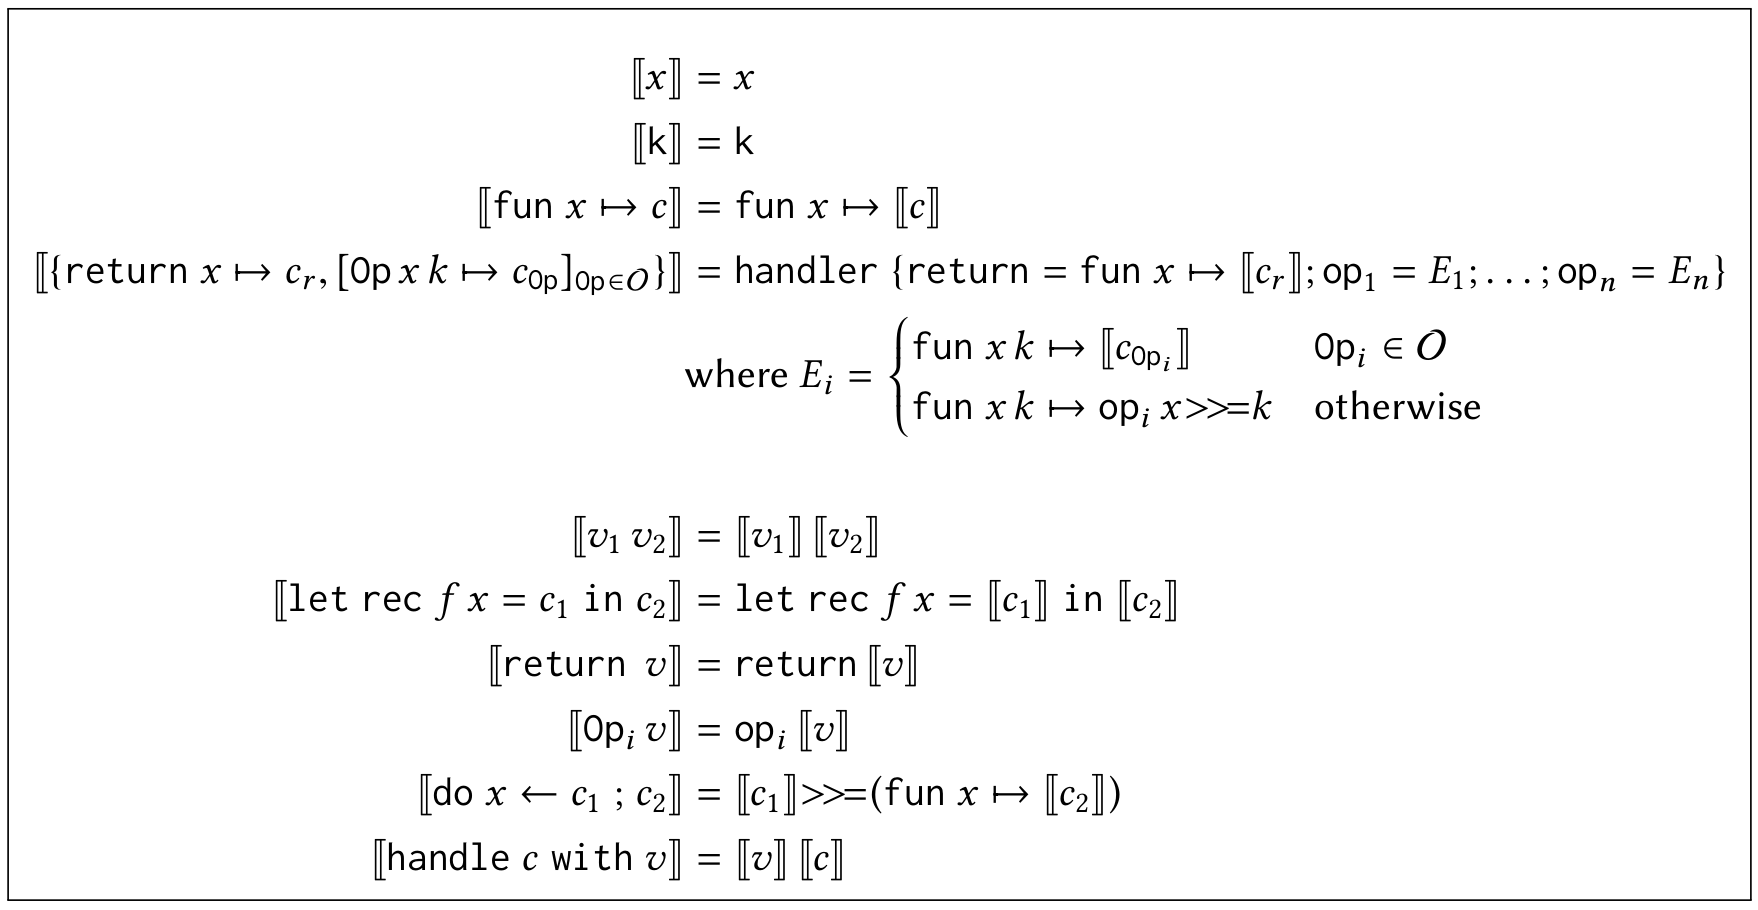 ⟦x⟧ = x
⟦k⟧ = k
⟦fun x ↦ c⟧ = fun x ↦ ⟦c⟧
⟦{return x ↦ c_r, [Op x k ↦ c_Op]_{Op∈𝒪}}⟧ = handler {return = fun x ↦ ⟦c_r⟧; op_1 = E_1; . . . ; op_n = E_n}
where E_i = { fun x k ↦ ⟦c_{Op_i}⟧ Op_i ∈ 𝒪
fun x k ↦ op_i x >>= k otherwise
⟦v_1 v_2⟧ = ⟦v_1⟧ ⟦v_2⟧
⟦let rec f x = c_1 in c_2⟧ = let rec f x = ⟦c_1⟧ in ⟦c_2⟧
⟦return v⟧ = return ⟦v⟧
⟦Op_i v⟧ = op_i ⟦v⟧
⟦do x ← c_1 ; c_2⟧ = ⟦c_1⟧ >>= (fun x ↦ ⟦c_2⟧)
⟦handle c with v⟧ = ⟦v⟧ ⟦c⟧